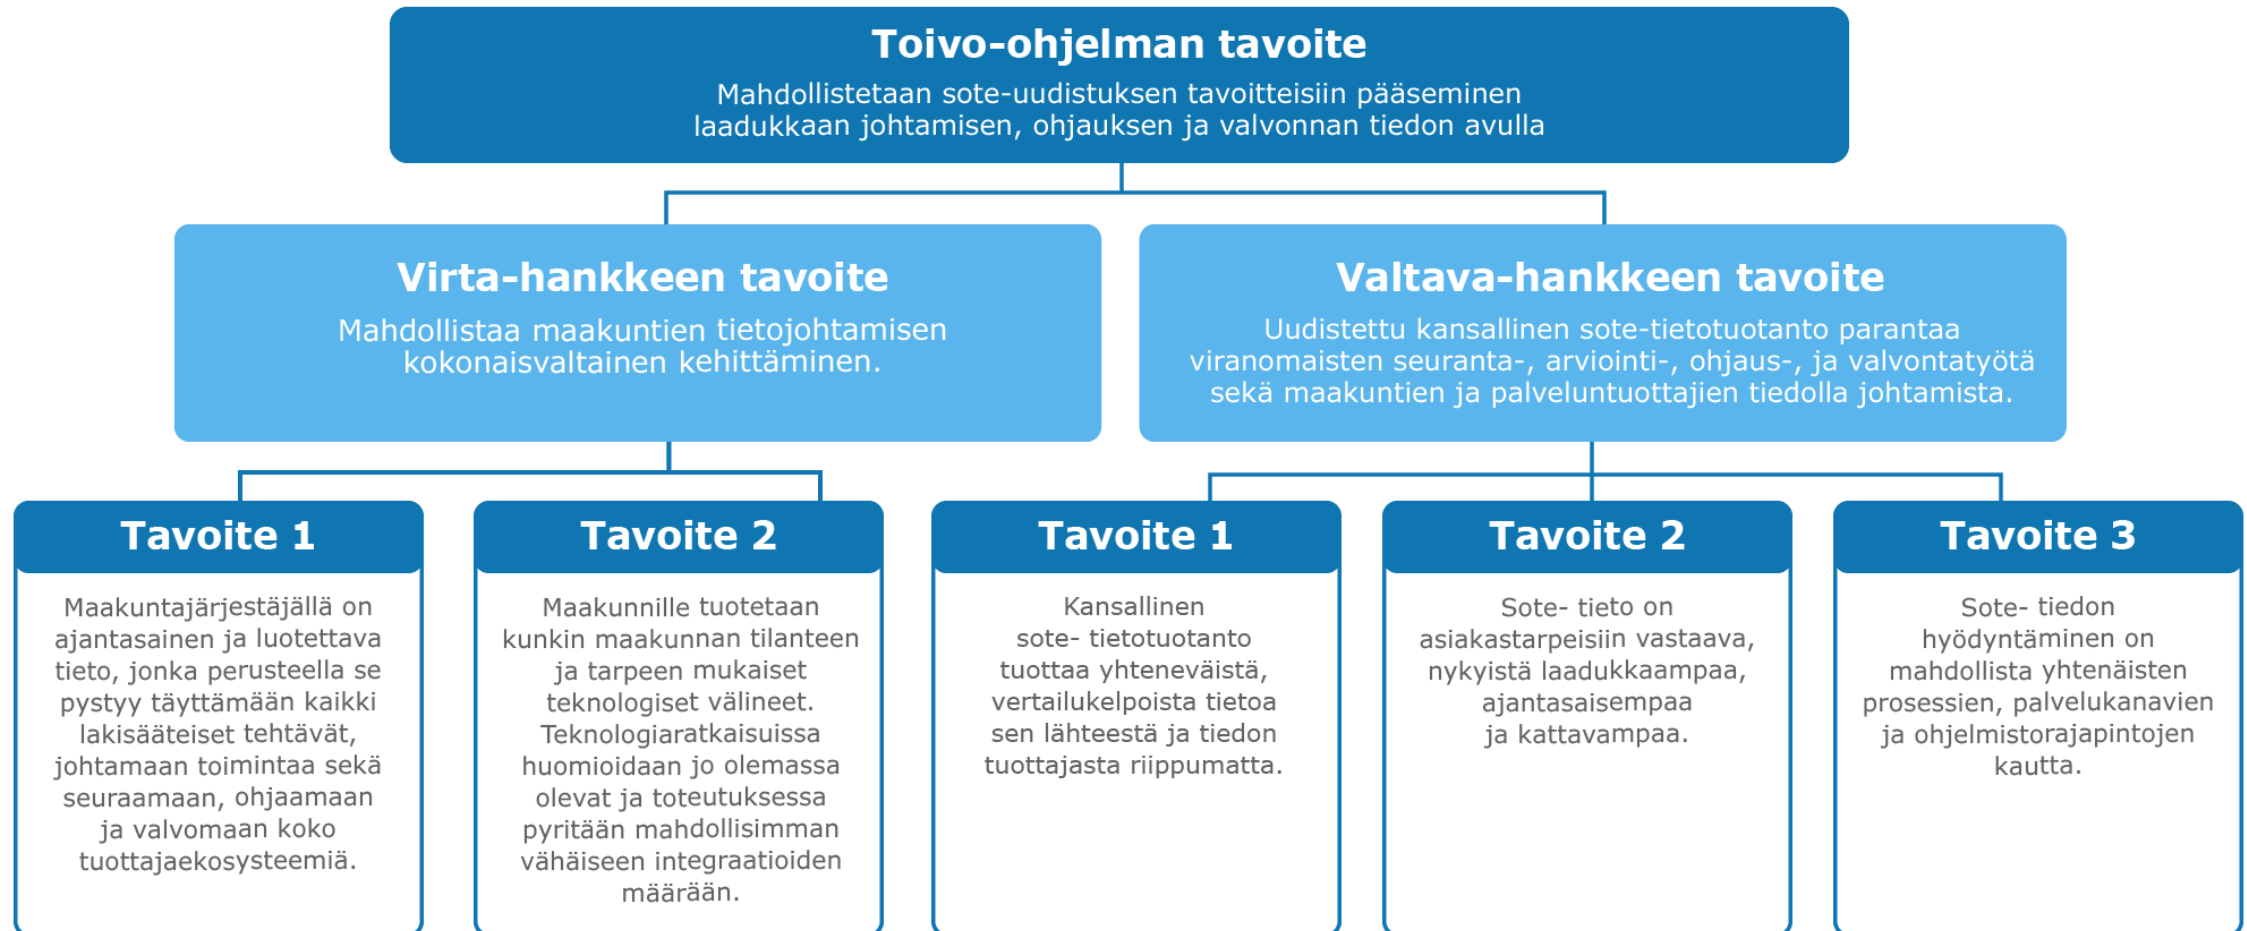 Toivo-ohjelman tavoite
Mahdollistetaan sote-uudistuksen tavoitteisiin pääseminen
laadukkaan johtamisen, ohjauksen ja valvonnan tiedon avulla
Virta-hankkeen tavoite
Mahdollistaa maakuntien tietojohtamisen
kokonaisvaltainen kehittäminen.
Valtava-hankkeen tavoite
Uudistettu kansallinen sote-tietotuotanto parantaa
viranomaisten seuranta-, arviointi-, ohjaus-, ja valvontatyötä
sekä maakuntien ja palveluntuottajien tiedolla johtamista.
Tavoite 1
Maakuntajärjestäjällä on
ajantasainen ja luotettava
tieto, jonka perusteella se
pystyy täyttämään kaikki
lakisääteiset tehtävät,
johtamaan toimintaa sekä
seuraamaan, ohjaamaan
ja valvomaan koko
tuottajaekosysteemiä.
Tavoite 2
Maakunnille tuotetaan
kunkin maakunnan tilanteen
ja tarpeen mukaiset
teknologiset välineet.
Teknologiaratkaisuissa
huomioidaan jo olemassa
olevat ja toteutuksessa
pyritään mahdollisimman
vähäiseen integraatioiden
määrään.
Tavoite 1
Kansallinen
sote- tietotuotanto
tuottaa yhteneväistä,
vertailukelpoista tietoa
sen lähteestä ja tiedon
tuottajasta riippumatta.
Tavoite 2
Sote- tieto on
asiakastarpeisiin vastaava,
nykyistä laadukkaampaa,
ajantasaisempaa
ja kattavampaa.
Tavoite 3
Sote- tiedon
hyödyntäminen on
mahdollista yhtenäisten
prosessien, palvelukanavien
ja ohjelmistorajapintojen
kautta.